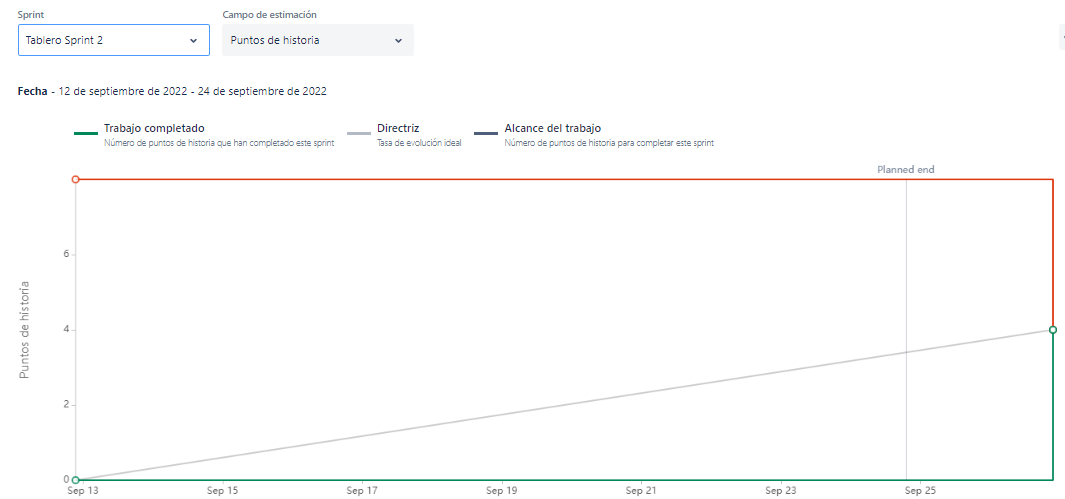 Sprint
Campo de estimación
Tablero Sprint 2
Puntos de historia
Fecha - 12 de septiembre de 2022 - 24 de septiembre de 2022
Trabajo completado
Número de puntos de historia que han completado este sprint
Directriz
Tasa de evolución ideal
Alcance del trabajo
Número de puntos de historia para completar este sprint
Planned end
6
4
2
0
Puntos de historia
Sep 13
Sep 15
Sep 17
Sep 19
Sep 21
Sep 23
Sep 25